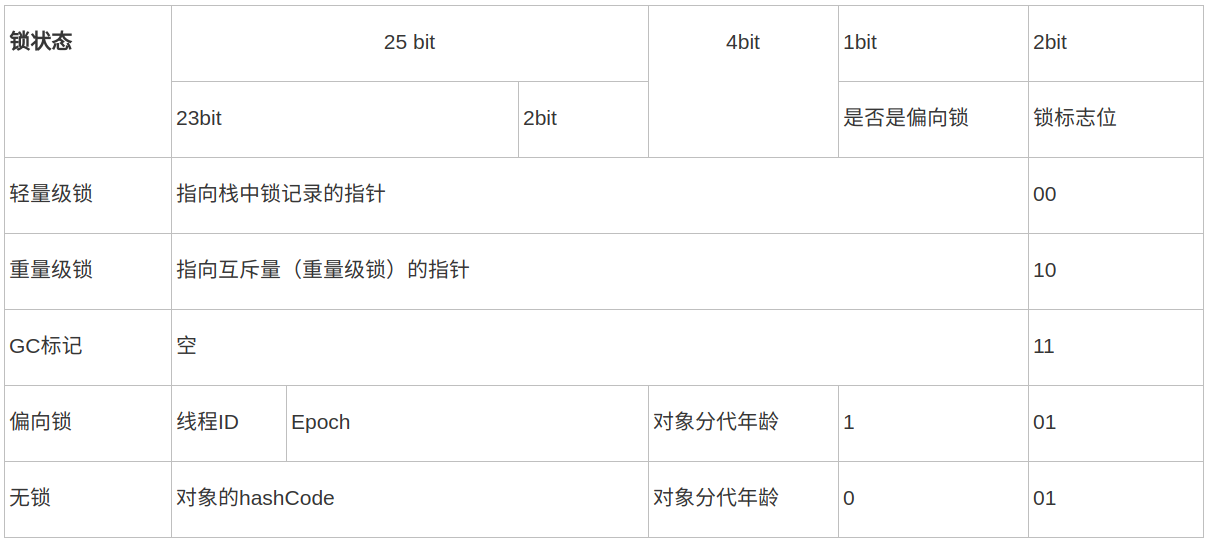 锁状态 25 bit 4bit 1bit 2bit
23bit 2bit 是否是偏向锁 锁标志位
轻量级锁 指向栈中锁记录的指针 00
重量级锁 指向互斥量（重量级锁）的指针 10
GC标记 空 11
偏向锁 线程ID Epoch 对象分代年龄 1 01
无锁 对象的hashCode 对象分代年龄 0 01